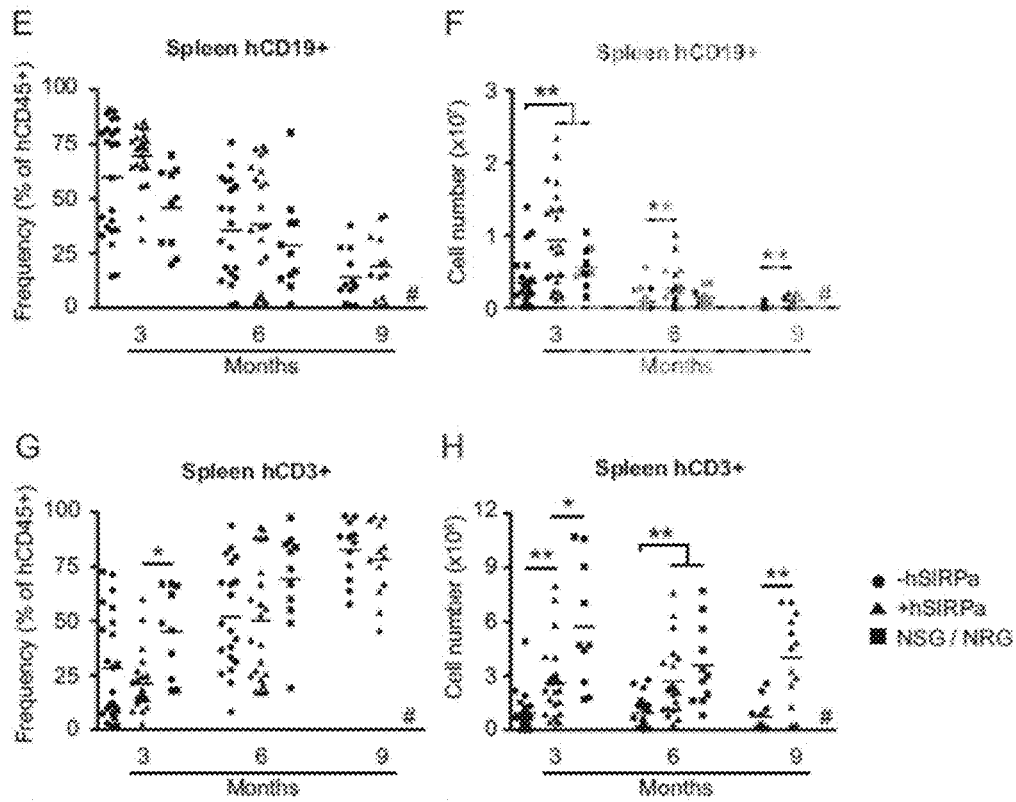 E
Spleen hCD19+
Frequency (% of hCD45+)
100
75
50
25
0
#
3 6 9
Months
F
Spleen hCD19+
Cell number (x10⁷)
3
2
1
0
**
**
**
#
3 6 9
Months
G
Spleen hCD3+
Frequency (% of hCD45+)
100
75
50
25
0
*
#
3 6 9
Months
H
Spleen hCD3+
Cell number
12
9
6
3
0
**
*
**
**
#
3 6 9
Months
-hSIRPa
+hSIRPa
NSG / NRG